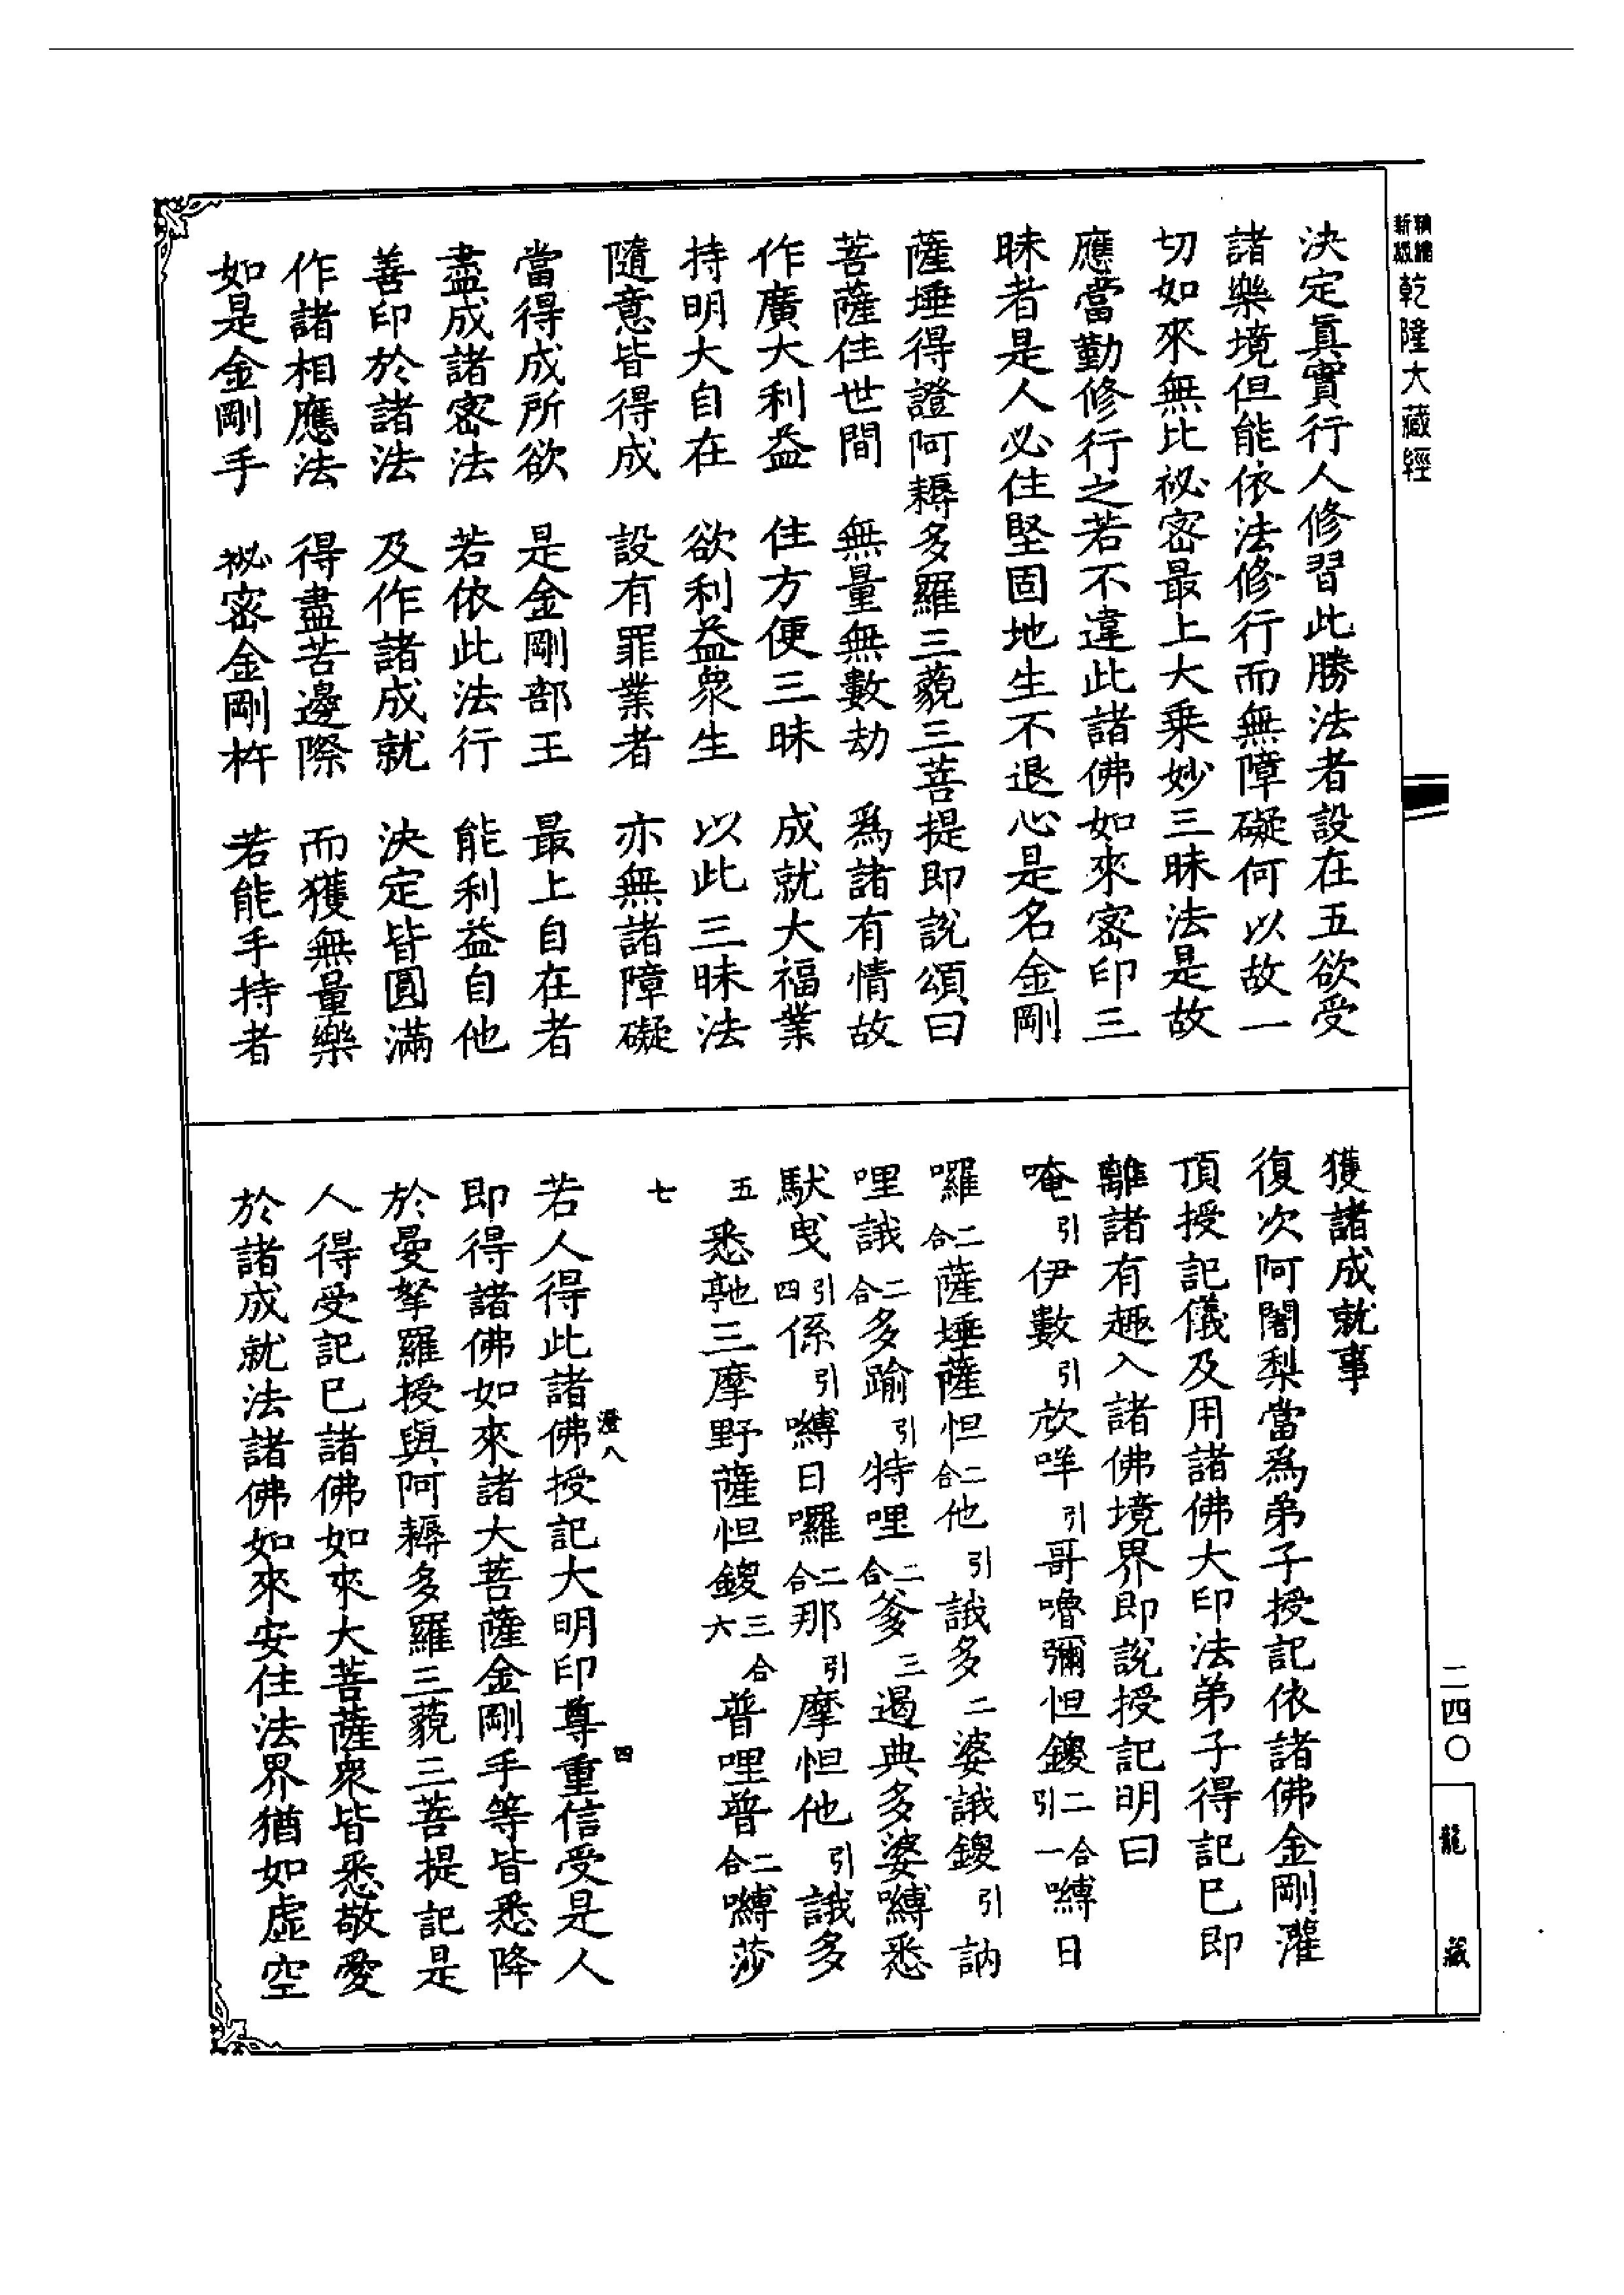 新編縮版乾隆大藏經
決定眞實行人修習此勝法者設在五欲受
諸樂境但能依法修行而無障礙何以故一
切如來無比祕密最上大乘妙三昧法是故
應當勤修行之若不違此諸佛如來密印三
昧者是人必住堅固地生不退心是名金剛
薩埵得證阿耨多羅三藐三菩提即説頌曰
菩薩住世間　無量無數劫　爲諸有情故
作廣大利益　住方便三昧　成就大福業
持明大自在　欲利益衆生　以此三昧法
隨意皆得成　設有罪業者　亦無諸障礙
當得成所欲　是金剛部王　最上自在者
盡成諸密法　若依此法行　能利益自他
善印於諸法　及作諸成就　決定皆圓滿
作諸相應法　得盡苦邊際　而獲無量樂
如是金剛手　祕密金剛杵　若能手持者
獲諸成就事
復次阿闍梨當爲弟子授記依諸佛金剛灌
頂授記儀及用諸佛大印法弟子得記已即
離諸有趣入諸佛境界即説授記明曰
唵引伊數引㰦咩引哥嚕彌怛鑁二合引一嚩日
囉二合薩埵薩怛二合他引誐多二婆誐鑁引訥
哩誐二合多踰引特哩二合爹三遏典多婆嚩悉
馱曳引四係引嚩日囉二合那引摩怛他引誐多
五悉䭾三摩野薩怛鑁三合六普哩普二合嚩莎
七
若人得此諸佛授記大明印尊重信受是人
即得諸佛如來諸大菩薩金剛手等皆悉降
於曼拏羅授與阿耨多羅三藐三菩提記是
人得受記已諸佛如來大菩薩衆皆悉敬愛
於諸成就法諸佛如來安住法界猶如虛空
澄八
四
二四〇
龍藏